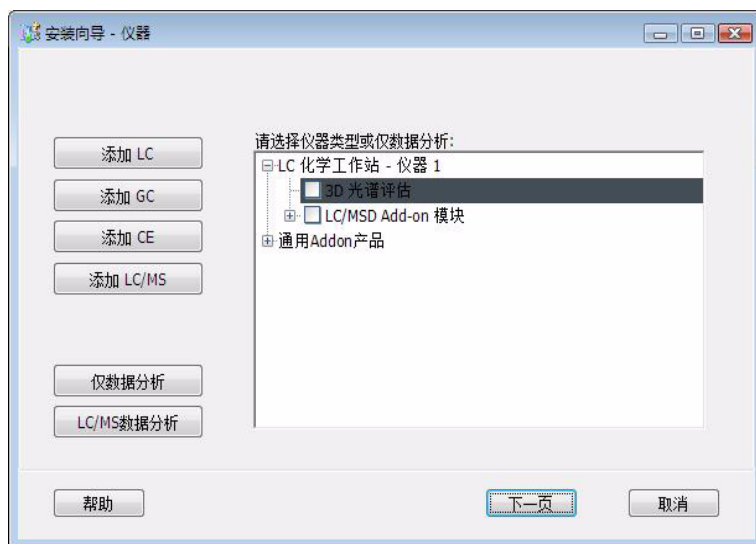 安装向导 - 仪器
请选择仪器类型或仅数据分析:
添加 LC
添加 GC
添加 CE
添加 LC/MS
仅数据分析
LC/MS数据分析
LC 化学工作站 - 仪器 1
3D 光谱评估
LC/MSD Add-on 模块
通用Addon产品
帮助
下一页
取消